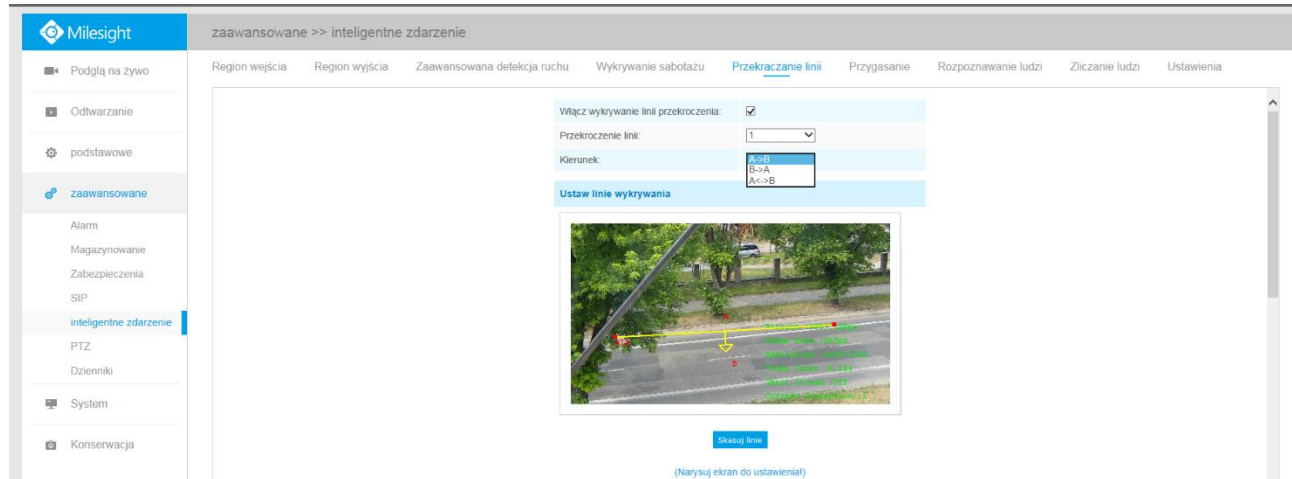 Milesight
zaawansowane >> inteligentne zdarzenie
Podglą na żywo
Odtwarzanie
podstawowe
zaawansowane
Alarm
Magazynowanie
Zabezpieczenia
SIP
inteligentne zdarzenie
PTZ
Dzienniki
System
Konserwacja
Region wejścia Region wyjścia Zaawansowana detekcja ruchu Wykrywanie sabotażu Przekraczanie linii Przygasanie Rozpoznawanie ludzi Zliczanie ludzi Ustawienia
Włącz wykrywanie linii przekroczenia:
Przekroczenie linii: 1
Kierunek:
A->B
B->A
A<->B
Ustaw linie wykrywania
A
B
Skasuj linie
(Narysuj ekran do ustawienia!)